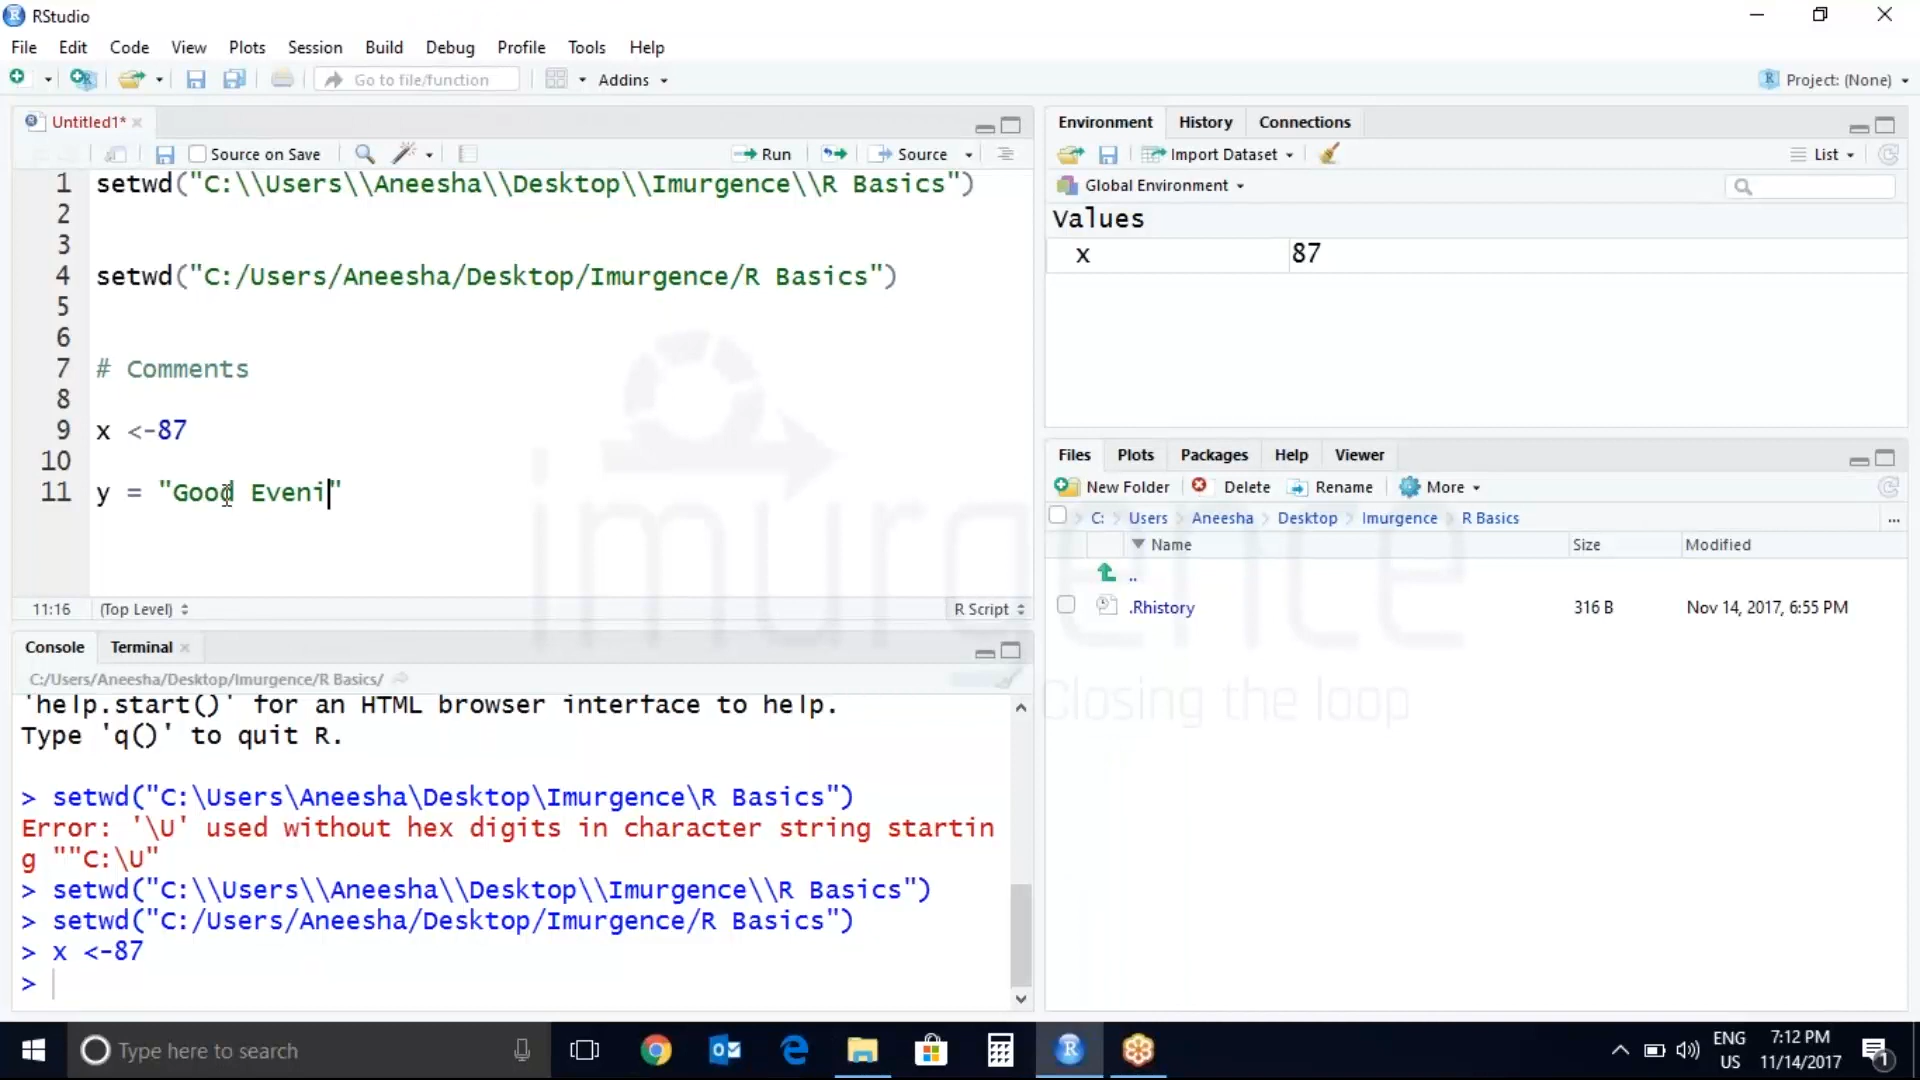 RStudio
File Edit Code View Plots Session Build Debug Profile Tools Help
Go to file/function Addins Project: (None)
Untitled1*
Source on Save Run Source
1 setwd("C:\\Users\\Aneesha\\Desktop\\Imurgence\\R Basics")
2
3
4 setwd("C:/Users/Aneesha/Desktop/Imurgence/R Basics")
5
6
7 # Comments
8
9 x <-87
10
11 y = "Good Eveni"
11:16 (Top Level) R Script
Console Terminal
C:/Users/Aneesha/Desktop/Imurgence/R Basics/
'help.start()' for an HTML browser interface to help.
Type 'q()' to quit R.
> setwd("C:\Users\Aneesha\Desktop\Imurgence\R Basics")
Error: '\U' used without hex digits in character string startin
g ""C:\U"
> setwd("C:\\Users\\Aneesha\\Desktop\\Imurgence\\R Basics")
> setwd("C:/Users/Aneesha/Desktop/Imurgence/R Basics")
> x <-87
>
Environment History Connections
Import Dataset List
Global Environment
Values
x 87
Files Plots Packages Help Viewer
New Folder Delete Rename More
C: Users Aneesha Desktop Imurgence R Basics ...
Name Size Modified
..
.Rhistory 316 B Nov 14, 2017, 6:55 PM
imurgence
Closing the loop
Type here to search
ENG 7:12 PM
US 11/14/2017
1